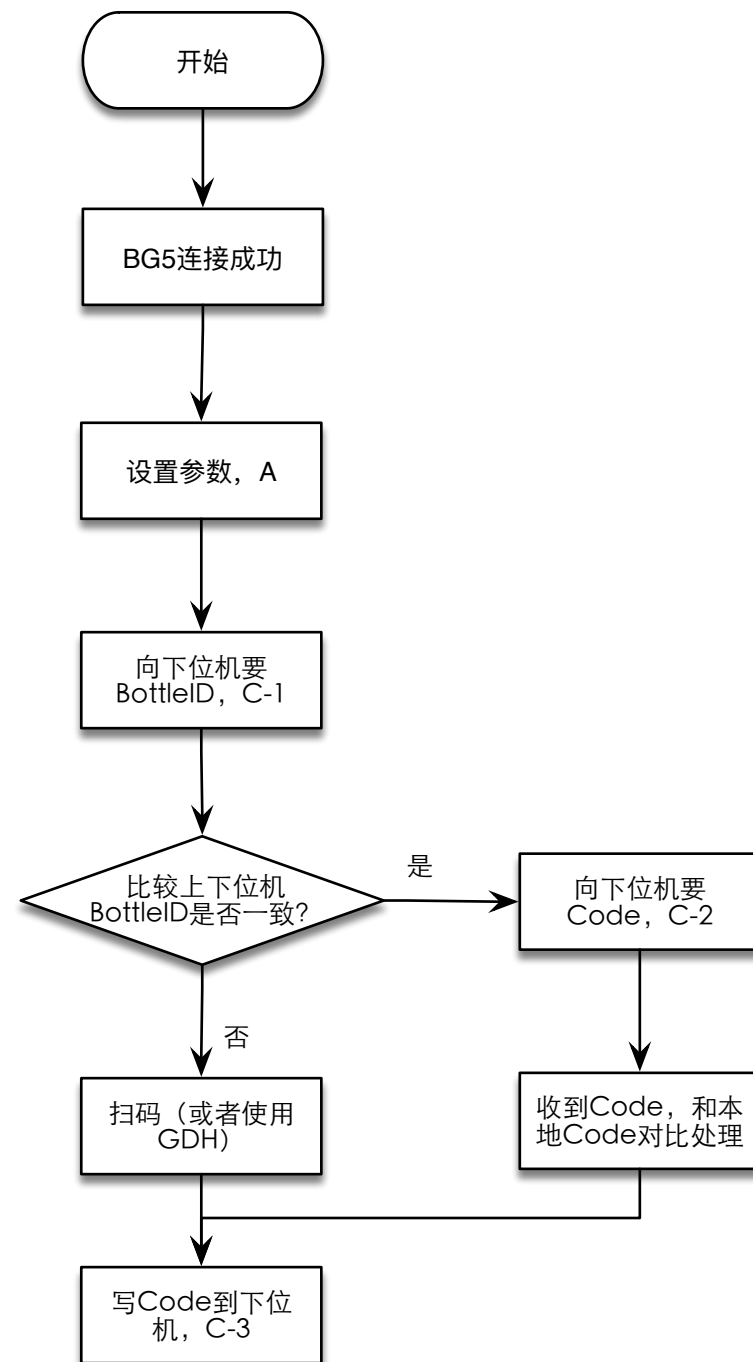 开始
BG5连接成功
设置参数，A
向下位机要
BottleID，C-1
比较上下位机
BottleID是否一致?
是
向下位机要
Code，C-2
否
扫码（或者使用
GDH）
收到Code，和本
地Code对比处理
写Code到下位
机，C-3